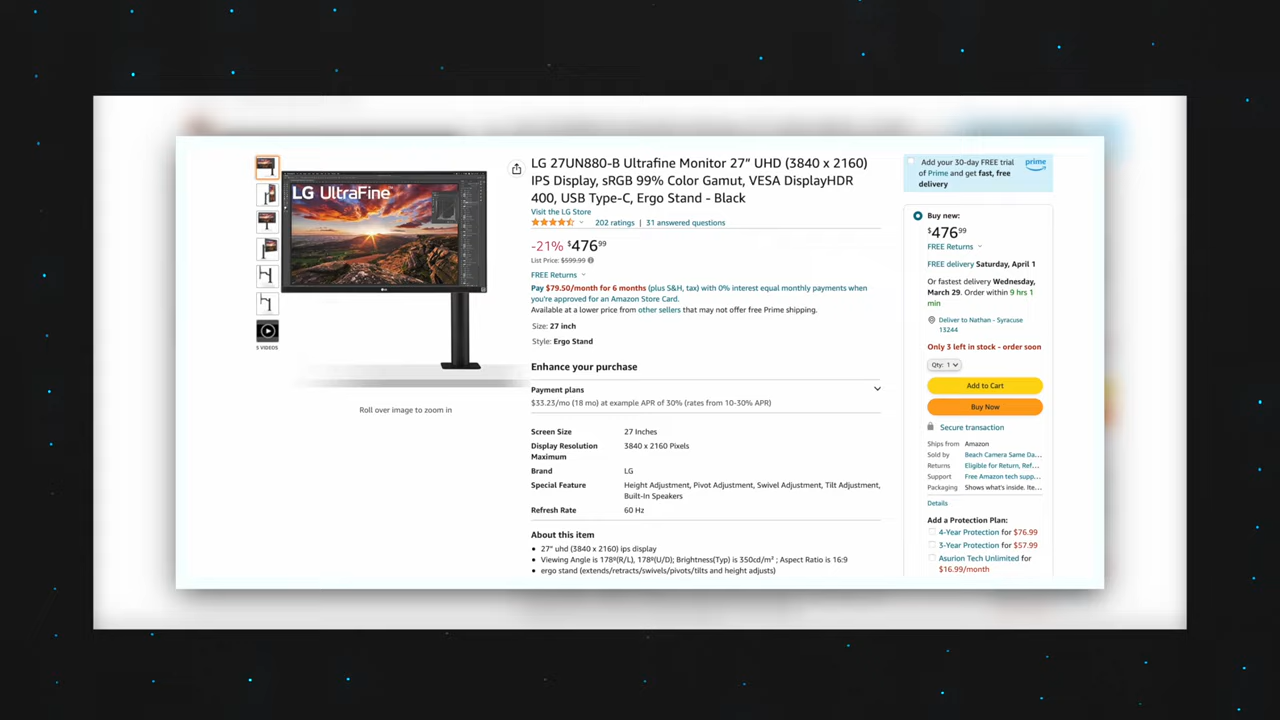 LG UltraFine
LG
5 VIDEOS
Roll over image to zoom in
LG 27UN880-B Ultrafine Monitor 27” UHD (3840 x 2160)
IPS Display, sRGB 99% Color Gamut, VESA DisplayHDR
400, USB Type-C, Ergo Stand - Black
Visit the LG Store
202 ratings | 31 answered questions
-21% $476⁹⁹
List Price: $599.99
FREE Returns
Pay $79.50/month for 6 months (plus S&H, tax) with 0% interest equal monthly payments when
you're approved for an Amazon Store Card.
Available at a lower price from other sellers that may not offer free Prime shipping.
Size: 27 inch
Style: Ergo Stand
Enhance your purchase
Payment plans
$33.23/mo (18 mo) at example APR of 30% (rates from 10-30% APR)
Screen Size 27 Inches
Display Resolution 3840 x 2160 Pixels
Maximum
Brand LG
Special Feature Height Adjustment, Pivot Adjustment, Swivel Adjustment, Tilt Adjustment,
Built-In Speakers
Refresh Rate 60 Hz
About this item
• 27" uhd (3840 x 2160) ips display
• Viewing Angle is 178º(R/L), 178º(U/D); Brightness(Typ) is 350cd/m² ; Aspect Ratio is 16:9
• ergo stand (extends/retracts/swivels/pivots/tilts and height adjusts)
Add your 30-day FREE trial
of Prime and get fast, free
delivery
prime
Buy new:
$476⁹⁹
FREE Returns
FREE delivery Saturday, April 1
Or fastest delivery Wednesday,
March 29. Order within 9 hrs 1
min
Deliver to Nathan - Syracuse
13244
Only 3 left in stock - order soon
Qty: 1
Add to Cart
Buy Now
Secure transaction
Ships from Amazon
Sold by Beach Camera Same Da...
Returns Eligible for Return, Ref...
Support Free Amazon tech supp...
Packaging Shows what's inside. Ite...
Details
Add a Protection Plan:
4-Year Protection for $76.99
3-Year Protection for $57.99
Asurion Tech Unlimited for
$16.99/month